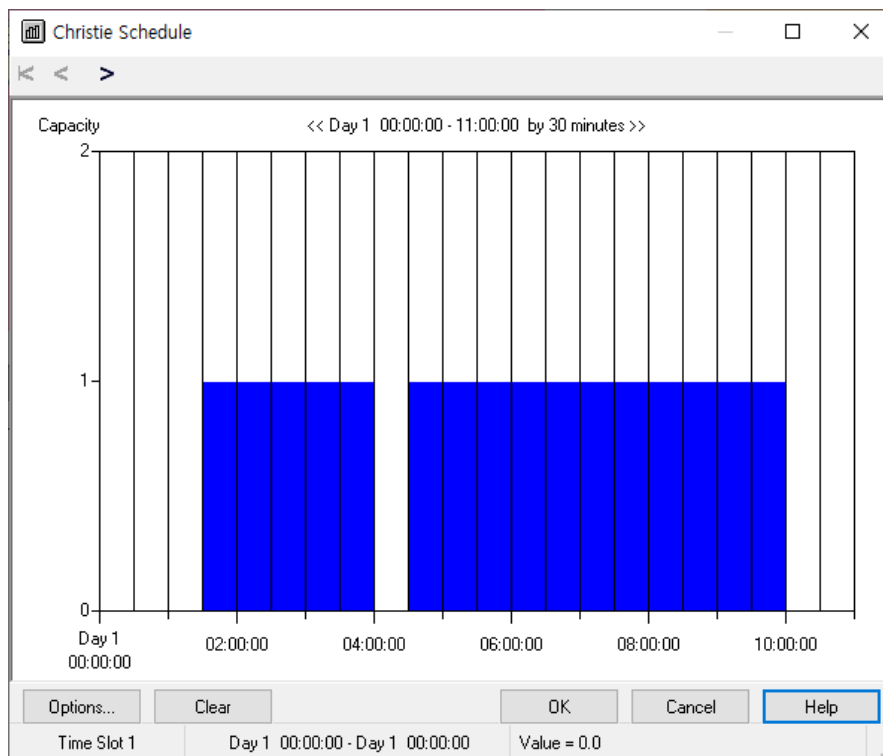 Christie Schedule
Capacity
<< Day 1 00:00:00 - 11:00:00 by 30 minutes >>
2
1
0
Day 1
00:00:00
02:00:00
04:00:00
06:00:00
08:00:00
10:00:00
Options...
Clear
OK
Cancel
Help
Time Slot 1
Day 1 00:00:00 - Day 1 00:00:00
Value = 0.0